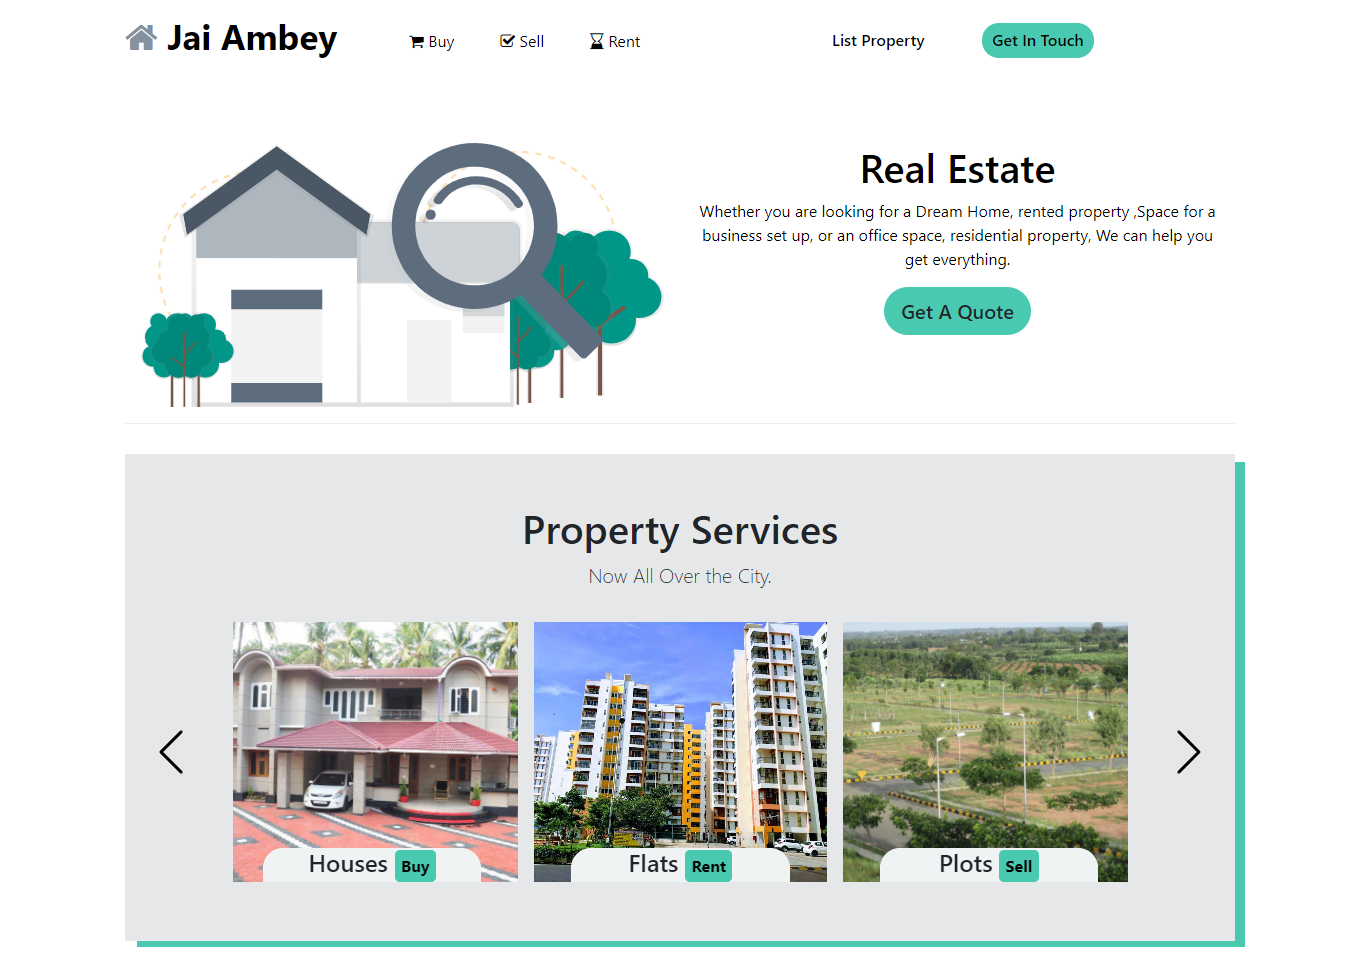 Jai Ambey
Buy
Sell
Rent
List Property
Get In Touch
Real Estate
Whether you are looking for a Dream Home, rented property ,Space for a
business set up, or an office space, residential property, We can help you
get everything.
Get A Quote
Property Services
Now All Over the City.
Houses Buy
Flats Rent
Plots Sell